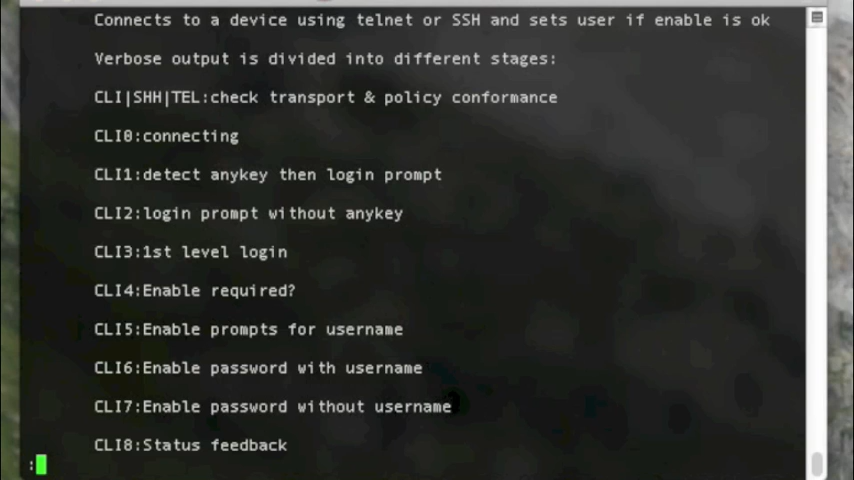 Connects to a device using telnet or SSH and sets user if enable is ok
Verbose output is divided into different stages:
CLI|SHH|TEL:check transport & policy conformance
CLI0:connecting
CLI1:detect anykey then login prompt
CLI2:login prompt without anykey
CLI3:1st level login
CLI4:Enable required?
CLI5:Enable prompts for username
CLI6:Enable password with username
CLI7:Enable password without username
CLI8:Status feedback
: